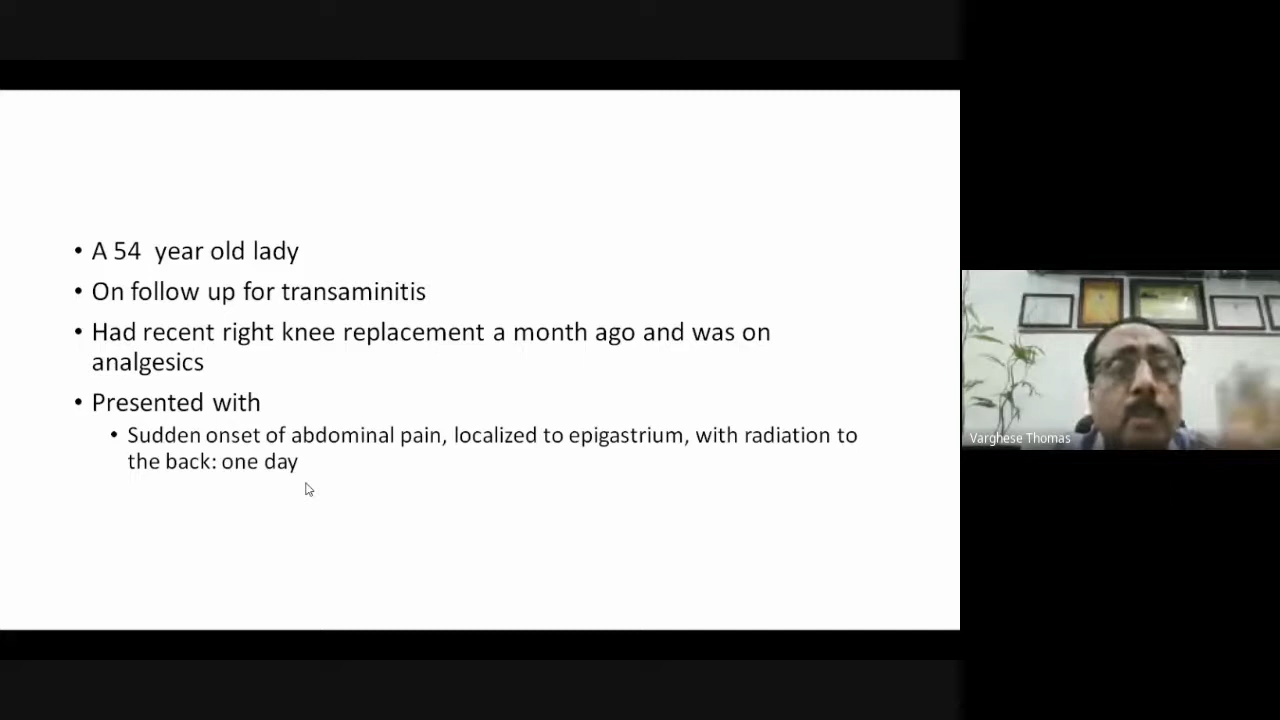 • A 54  year old lady
• On follow up for transaminitis
• Had recent right knee replacement a month ago and was on
analgesics
• Presented with
• Sudden onset of abdominal pain, localized to epigastrium, with radiation to
the back: one day
Varghese Thomas